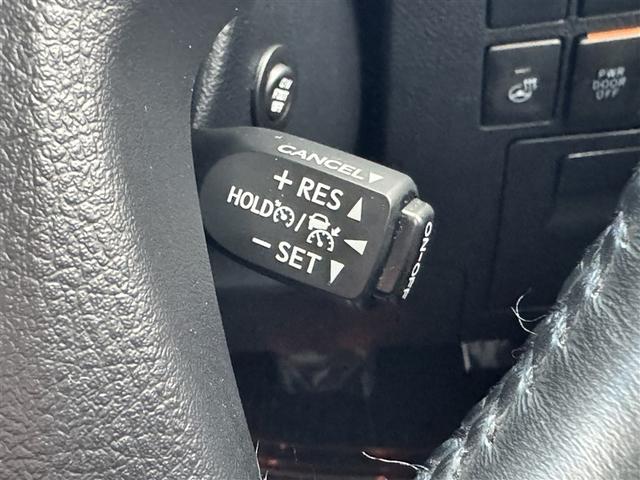 CANCEL▼
+ RES ▲
HOLD / ◀
− SET ▼
ON-OFF
PWR
DOOR
OFF